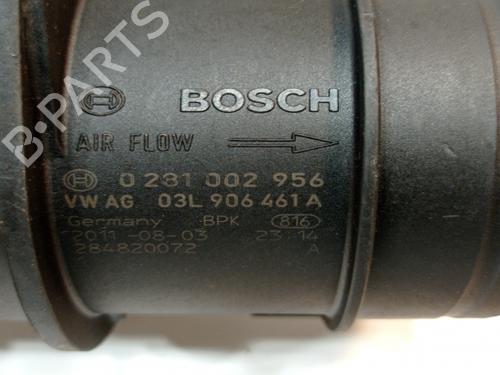 B-PARTS
BOSCH
AIR FLOW
0 281 002 956
VW AG 03L 906 461 A
Germany BPK 816
2011-08-03 23:14
284820072 A